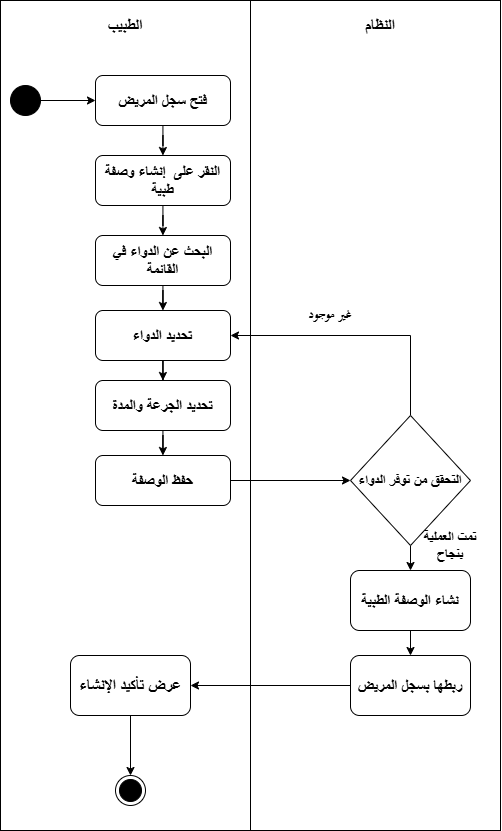 الطبيب
النظام
فتح سجل المريض
النقر على إنشاء وصفة
طبية
البحث عن الدواء في
القائمة
غير موجود
تحديد الدواء
تحديد الجرعة والمدة
حفظ الوصفة
التحقق من توفر الدواء
تمت العملية
بنجاح
نشاء الوصفة الطبية
ربطها بسجل المريض
عرض تأكيد الإنشاء